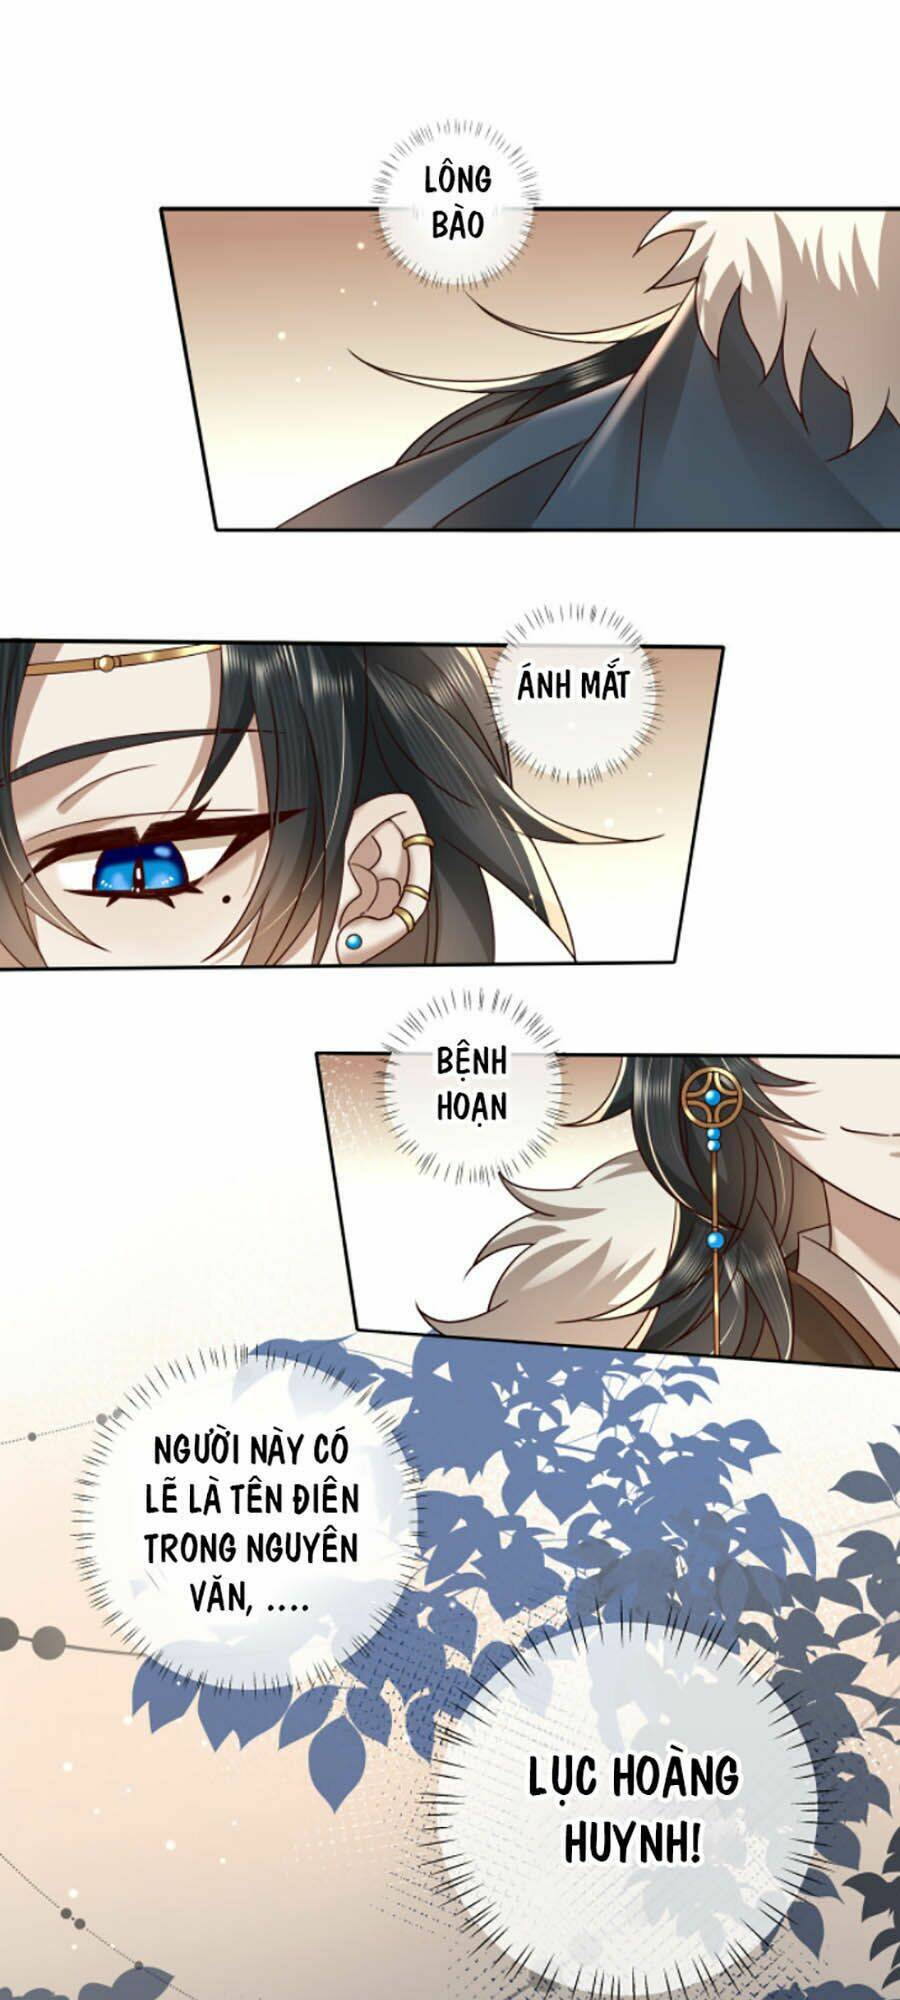 LÔNG
BÀO
ÁNH MẮT
BỆNH
HOẠN
NGƯỜI NÀY CÓ
LẼ LÀ TÊN ĐIÊN
TRONG NGUYÊN
VĂN, ....
LỤC HOÀNG
HUYNH!